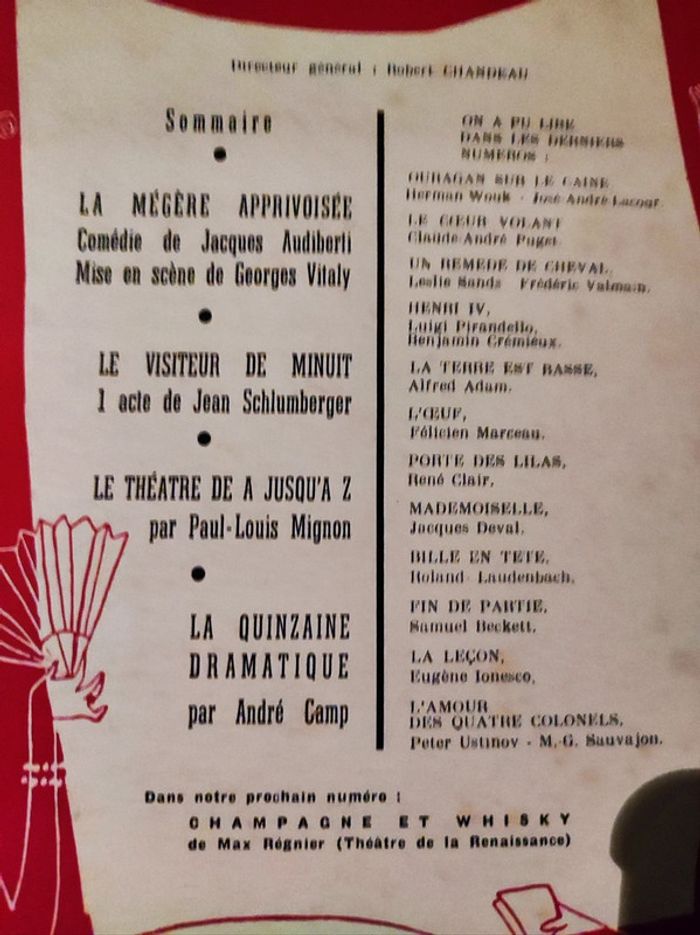 Directeur général : Robert CHANDEAU
Sommaire
LA MÉGÈRE APPRIVOISÉE
Comédie de Jacques Audiberti
Mise en scène de Georges Vitaly
LE VISITEUR DE MINUIT
1 acte de Jean Schlumberger
LE THÉATRE DE A JUSQU'A Z
par Paul-Louis Mignon
LA QUINZAINE
DRAMATIQUE
par André Camp
ON A PU LIRE
DANS LES DERNIERS
NUMEROS :
OURAGAN SUR LE CAINE
Herman Wouk - José André Lacour.
LE CŒUR VOLANT
Claude-André Puget.
UN REMEDE DE CHEVAL,
Leslie Sands - Frédéric Valmain.
HENRI IV,
Luigi Pirandello,
Benjamin Crémieux.
LA TERRE EST BASSE,
Alfred Adam.
L'ŒUF,
Félicien Marceau.
PORTE DES LILAS,
René Clair.
MADEMOISELLE,
Jacques Deval.
BILLE EN TETE,
Roland Laudenbach.
FIN DE PARTIE,
Samuel Beckett.
LA LEÇON,
Eugène Ionesco.
L'AMOUR
DES QUATRE COLONELS,
Peter Ustinov - M.-G. Sauvajon.
Dans notre prochain numéro :
CHAMPAGNE ET WHISKY
de Max Régnier (Théâtre de la Renaissance)